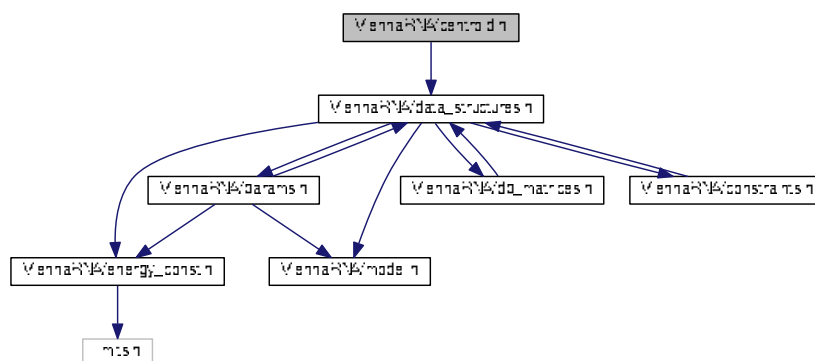 ViennaRNA/centroid.h
ViennaRNA/data_structures.h
ViennaRNA/params.h
ViennaRNA/dp_matrices.h
ViennaRNA/constraints.h
ViennaRNA/energy_const.h
ViennaRNA/model.h
limits.h